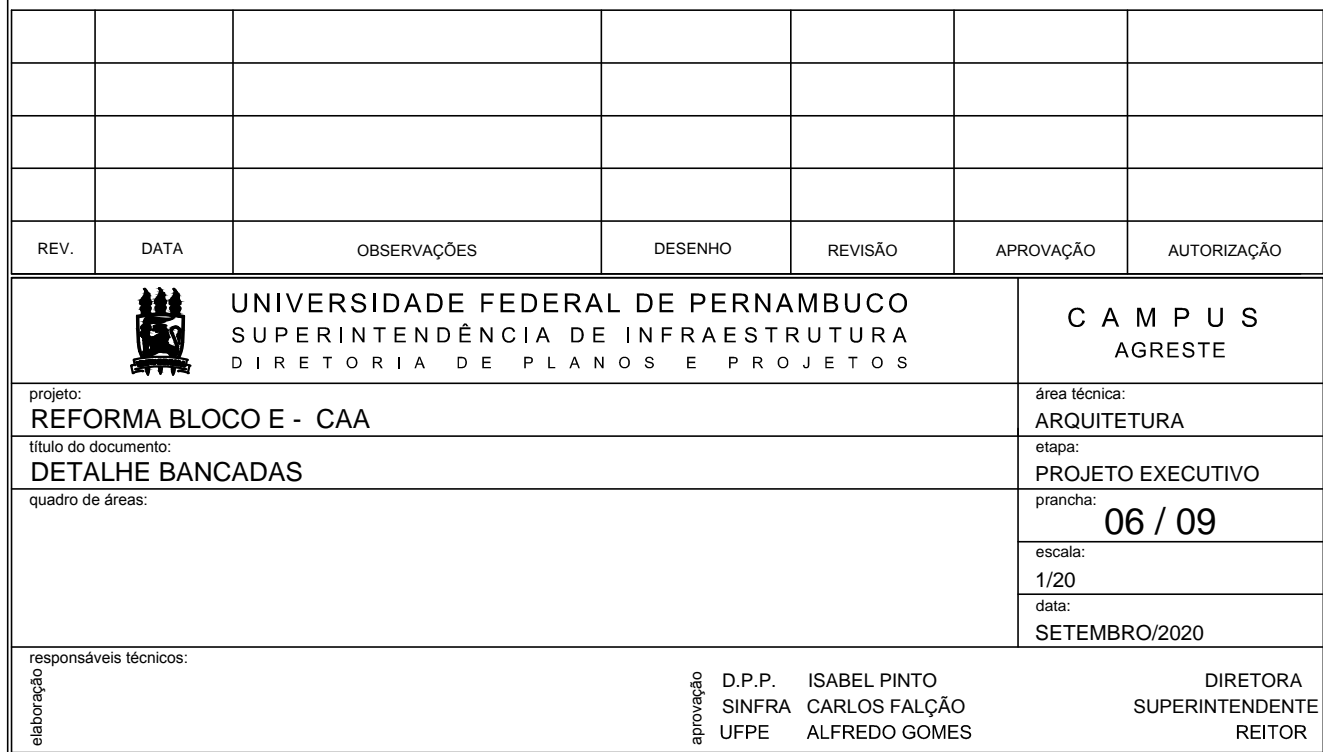 REV. DATA OBSERVAÇÕES DESENHO REVISÃO APROVAÇÃO AUTORIZAÇÃO
UNIVERSIDADE FEDERAL DE PERNAMBUCO
SUPERINTENDÊNCIA DE INFRAESTRUTURA
DIRETORIA DE PLANOS E PROJETOS
CAMPUS
AGRESTE
projeto:
REFORMA BLOCO E - CAA
área técnica:
ARQUITETURA
título do documento:
DETALHE BANCADAS
etapa:
PROJETO EXECUTIVO
quadro de áreas:
prancha:
06 / 09
escala:
1/20
data:
SETEMBRO/2020
responsáveis técnicos:
elaboração
aprovação
D.P.P. ISABEL PINTO DIRETORA
SINFRA CARLOS FALÇÃO SUPERINTENDENTE
UFPE ALFREDO GOMES REITOR